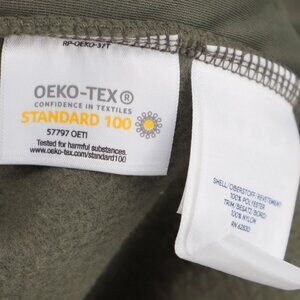 RP-OEKO-37T
OEKO-TEX®
CONFIDENCE IN TEXTILES
STANDARD 100
57797 OETI
Tested for harmful substances.
www.oeko-tex.com/standard100
SHELL/OBERSTOFF/REVETEMENT:
100% POLYESTER
TRIM/BESATZ/BORD:
100% NYLON
RN 62830